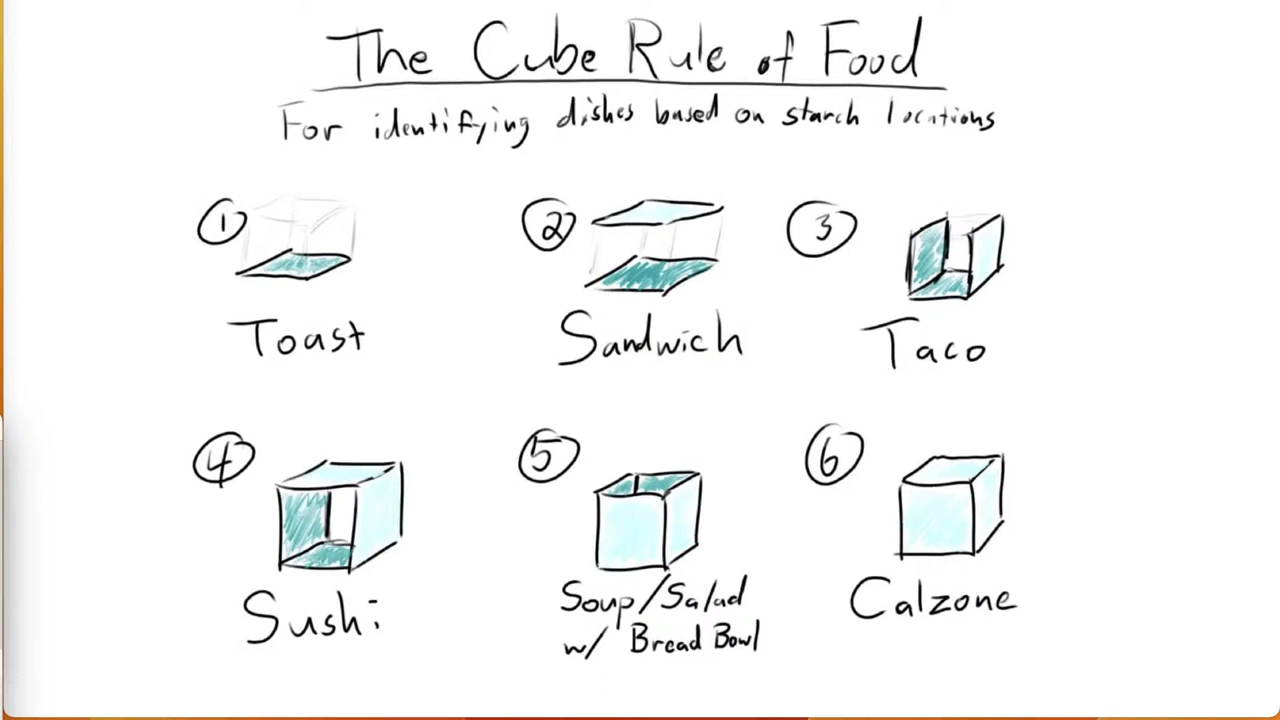 The Cube Rule of Food
For identifying dishes based on starch locations
1
2
3
Toast
Sandwich
Taco
4
5
6
Sushi
Soup/Salad
w/ Bread Bowl
Calzone